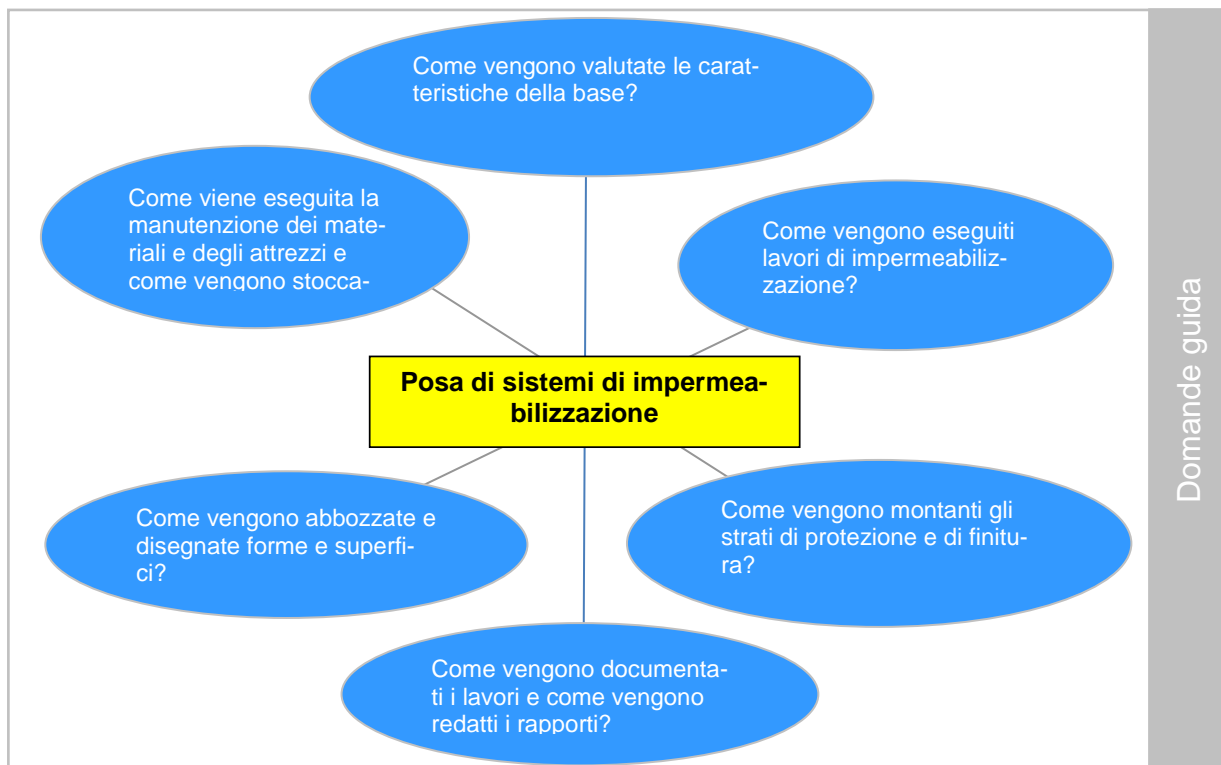 Come vengono valutate le carat-
teristiche della base?
Come viene eseguita la
manutenzione dei mate-
riali e degli attrezzi e
come vengono stocca-
Come vengono eseguiti
lavori di impermeabiliz-
zazione?
Posa di sistemi di impermea-
bilizzazione
Come vengono abbozzate e
disegnate forme e superfi-
ci?
Come vengono montanti gli
strati di protezione e di finitu-
ra?
Come vengono documenta-
ti i lavori e come vengono
redatti i rapporti?
Domande guida